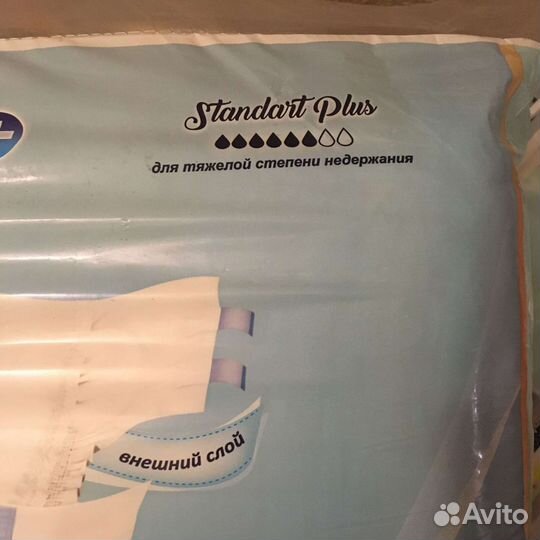 Standart Plus
для тяжелой степени недержания
внешний слой
Avito